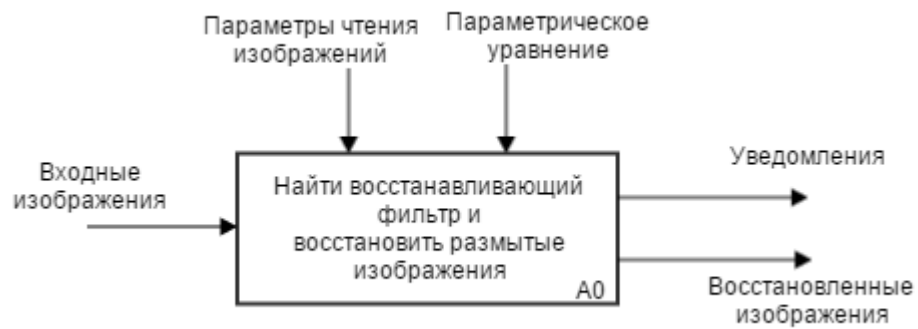 Параметры чтения
изображений
Параметрическое
уравнение
Входные
изображения
Найти восстанавливающий
фильтр и
восстановить размытые
изображения
A0
Уведомления
Восстановленные
изображения